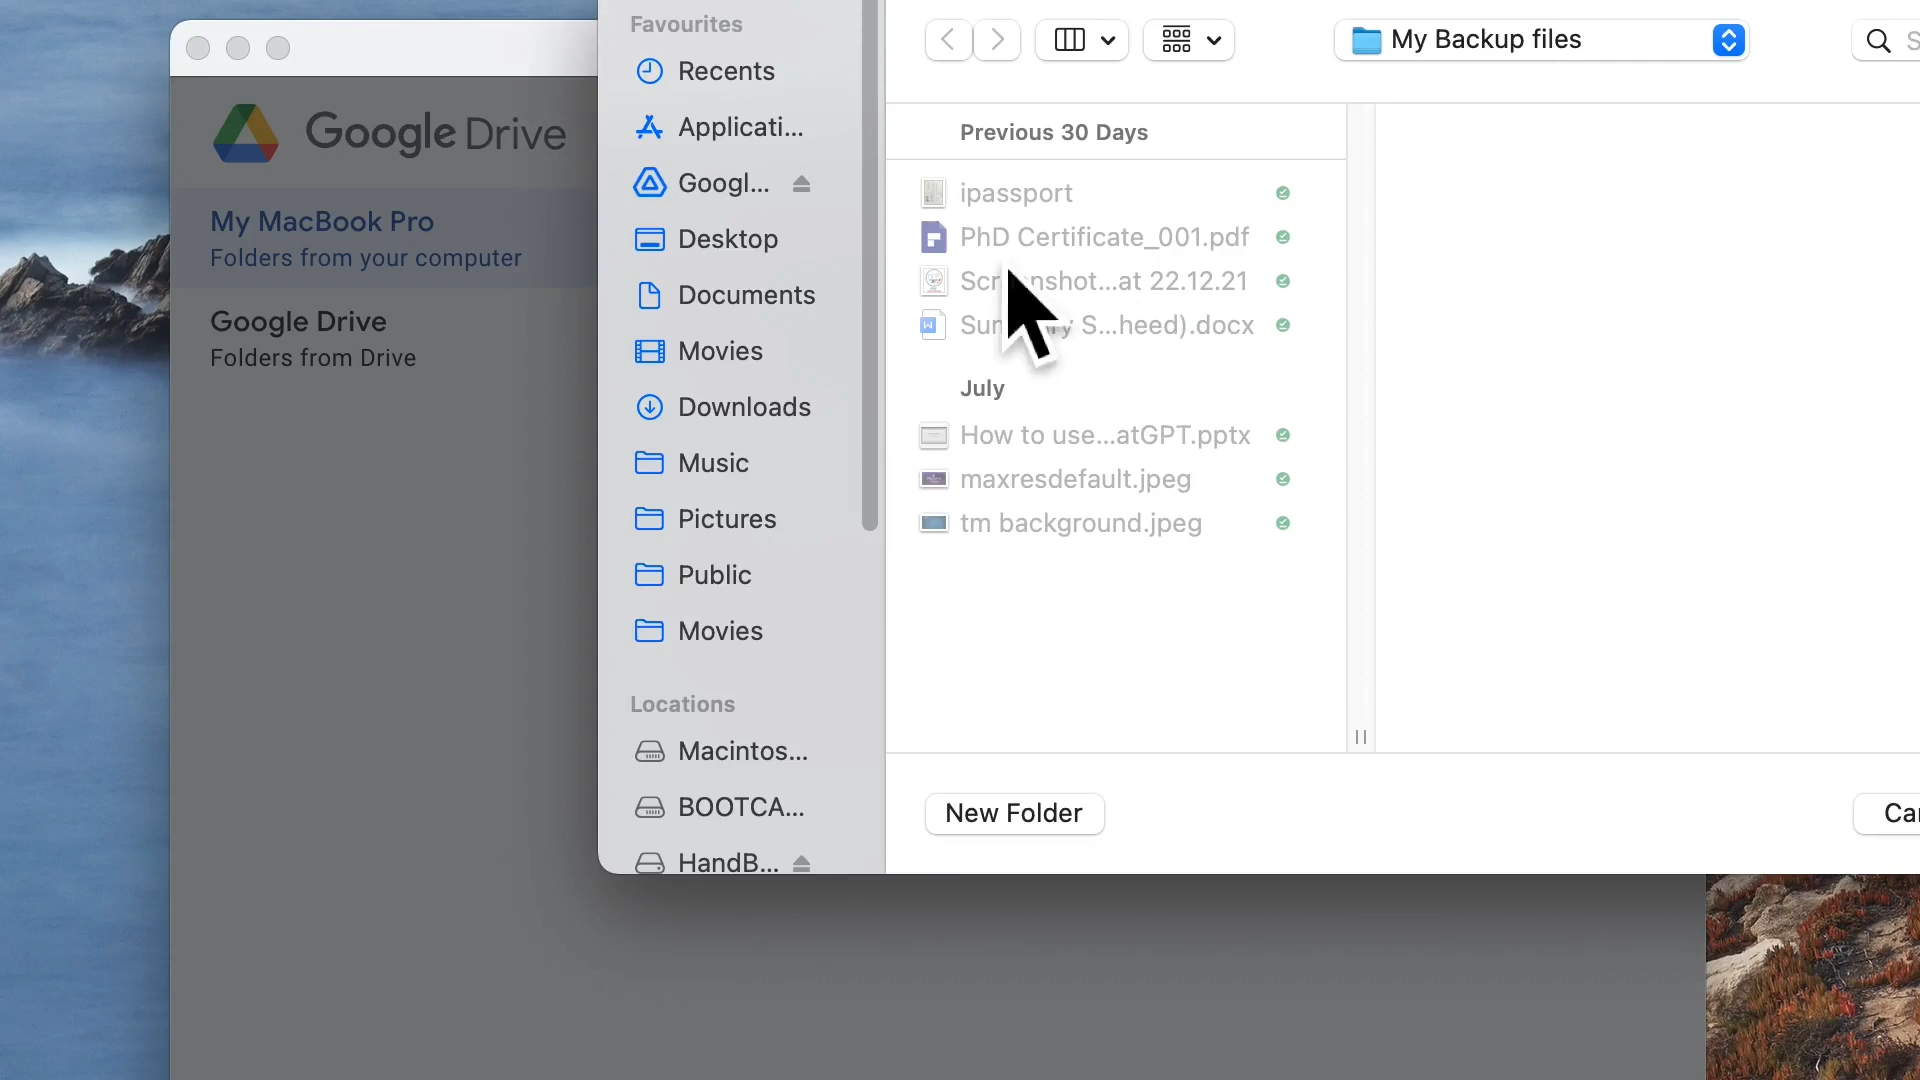 Google Drive
My MacBook Pro
Folders from your computer
Google Drive
Folders from Drive
Favourites
Recents
Applicati...
Googl...
Desktop
Documents
Movies
Downloads
Music
Pictures
Public
Movies
Locations
Macintos...
BOOTCA...
HandB...
My Backup files
S
Previous 30 Days
ipassport
PhD Certificate_001.pdf
at 22.12.21
S...heed).docx
July
How to use...atGPT.pptx
maxresdefault.jpeg
tm background.jpeg
New Folder
Ca